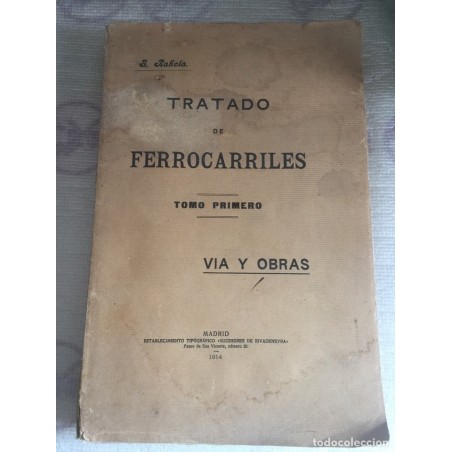 S. Rahola.
TRATADO
DE
FERROCARRILES
TOMO PRIMERO
VIA Y OBRAS
MADRID
ESTABLECIMIENTO TIPOGRÁFICO «SUCESORES DE RIVADENEYRA»
Paseo de San Vicente, número 20
1914
todocoleccion